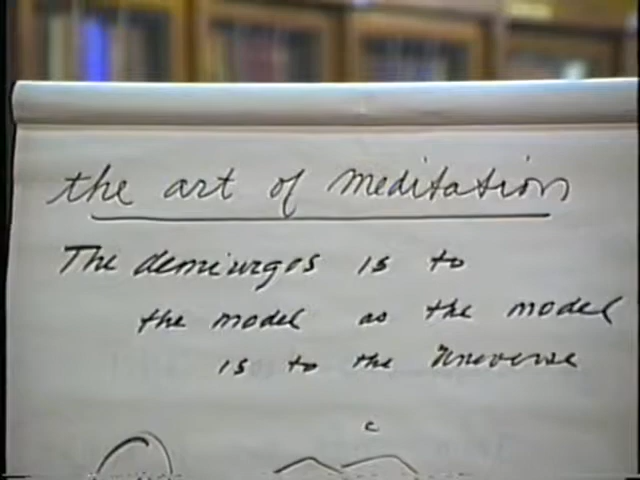 the art of meditation
The demiurgos is to
the model as the model
is to the Universe
c